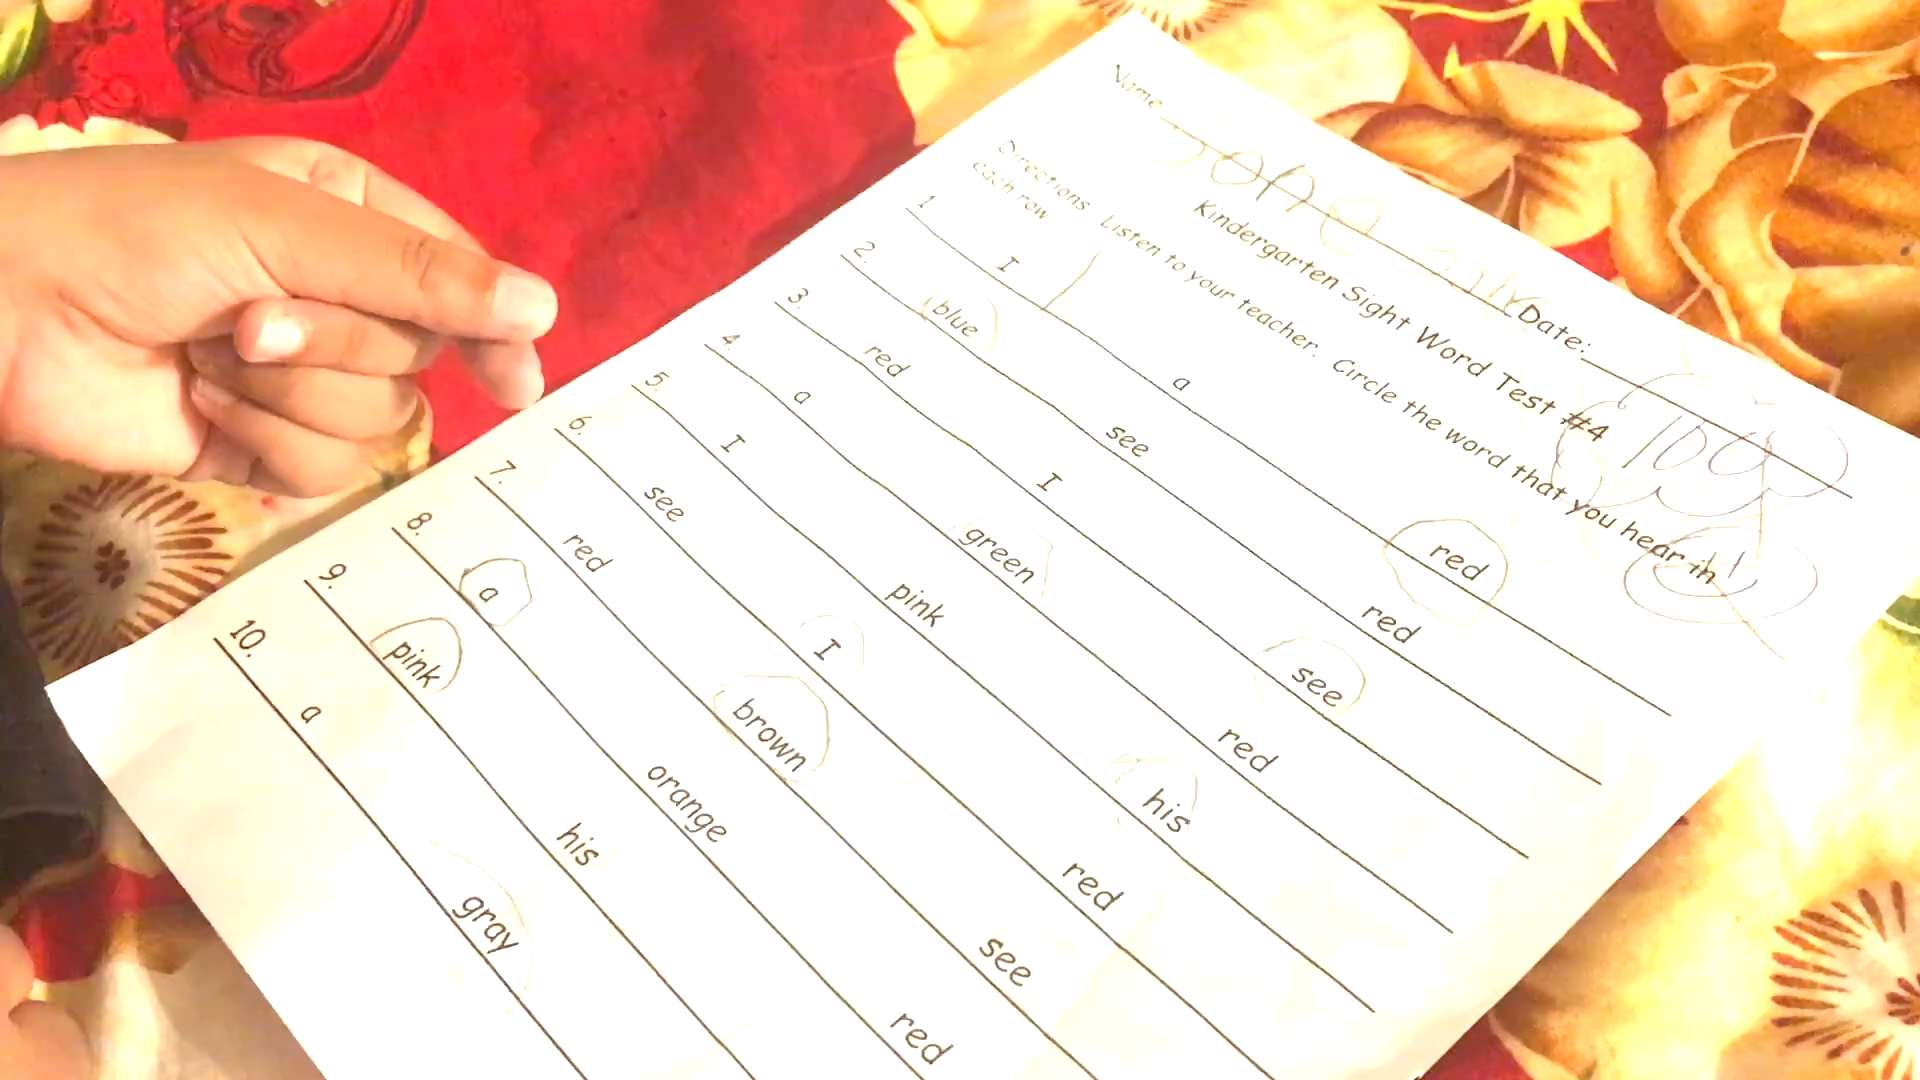 Name Date:
Kindergarten Sight Word Test #4
Directions Listen to your teacher. Circle the word that you hear in
each row
1. I a red
2. blue see red
3. red I see
4. a green red
5. I pink his
6. see I red
7. red brown see
8. a orange red
9. pink his
10. a gray